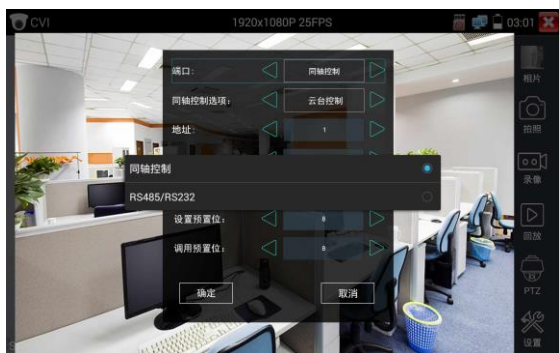 CVI
1920x1080P 25FPS
03:01
端口:
同轴控制
相片
同轴控制选项:
云台控制
地址:
1
拍照
同轴控制
录像
RS485/RS232
设置预置位:
8
调用预置位:
8
回放
确定
取消
PTZ
设置